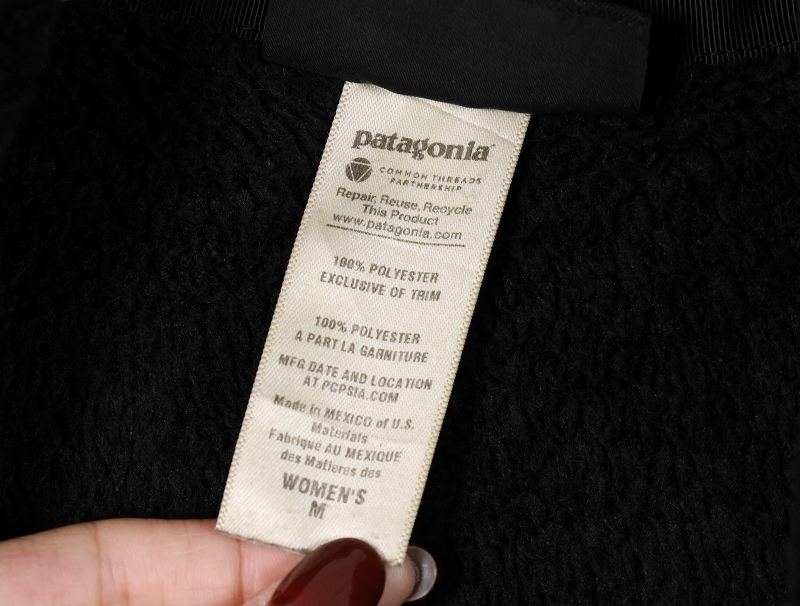 patagonia
COMMON THREADS
PARTNERSHIP
Repair, Reuse, Recycle
This Product
www.patagonia.com
100% POLYESTER
EXCLUSIVE OF TRIM
100% POLYESTER
A PART LA GARNITURE
MFG DATE AND LOCATION
AT PCPSIA.COM
Made in MEXICO of U.S.
Materials
Fabriqué AU MEXIQUE
des Matieres des
WOMEN'S
M